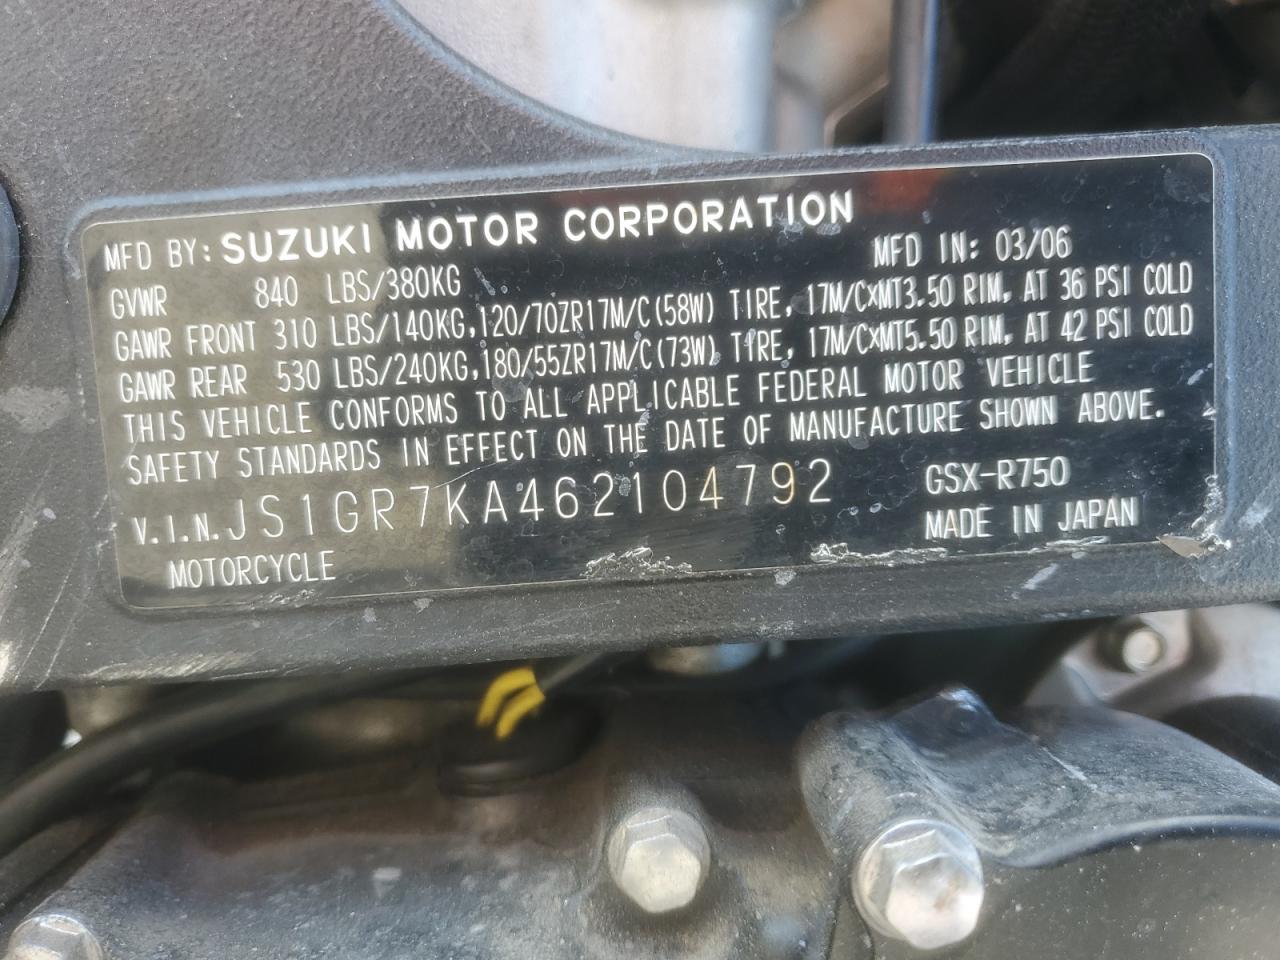 MFD BY: SUZUKI MOTOR CORPORATION
MFD IN: 03/06
GVWR 840 LBS/380KG
GAWR FRONT 310 LBS/140KG,120/70ZR17M/C(58W) TIRE, 17M/C×MT3.50 RIM, AT 36 PSI COLD
GAWR REAR 530 LBS/240KG,180/55ZR17M/C(73W) TIRE, 17M/C×MT5.50 RIM, AT 42 PSI COLD
THIS VEHICLE CONFORMS TO ALL APPLICABLE FEDERAL MOTOR VEHICLE
SAFETY STANDARDS IN EFFECT ON THE DATE OF MANUFACTURE SHOWN ABOVE.
V.I.N. JS1GR7KA462104792
GSX-R750
MOTORCYCLE
MADE IN JAPAN